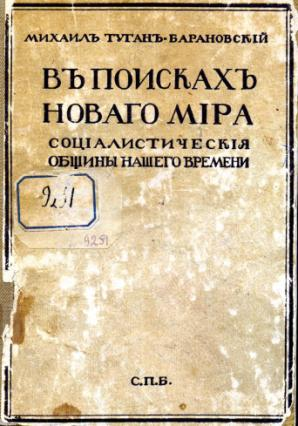 МИХАИЛЪ ТУГАНЪ-БАРАНОВСКІЙ
ВЪ ПОИСКАХЪ
НОВАГО МІРА
СОЦІАЛИСТИЧЕСКІЯ
ОБЩИНЫ НАШЕГО ВРЕМЕНИ
9251
9251
С.П.Б.